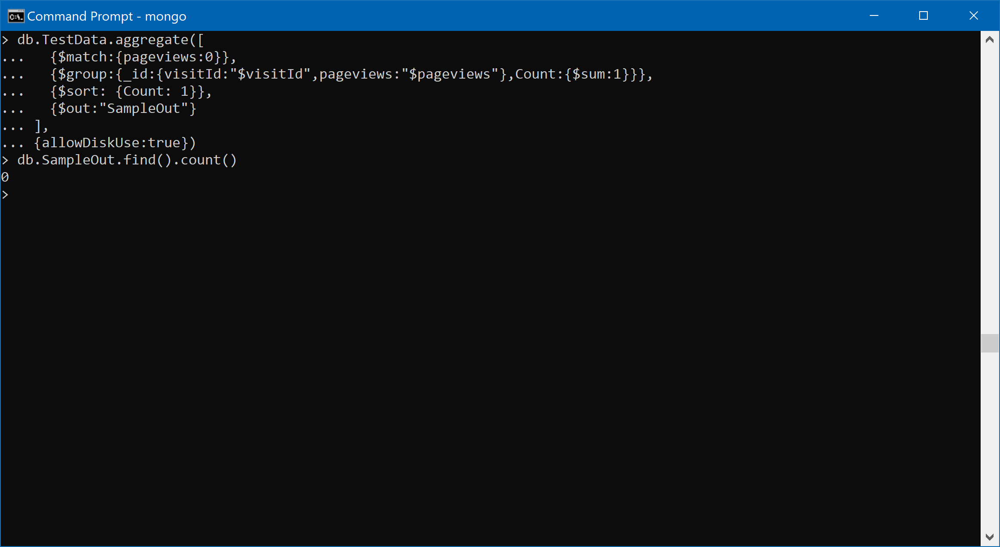 Command Prompt - mongo
> db.TestData.aggregate([
...   {$match:{pageviews:0}},
...   {$group:{_id:{visitId:"$visitId",pageviews:"$pageviews"},Count:{$sum:1}}},
...   {$sort: {Count: 1}},
...   {$out:"SampleOut"}
... ],
... {allowDiskUse:true})
> db.SampleOut.find().count()
0
>